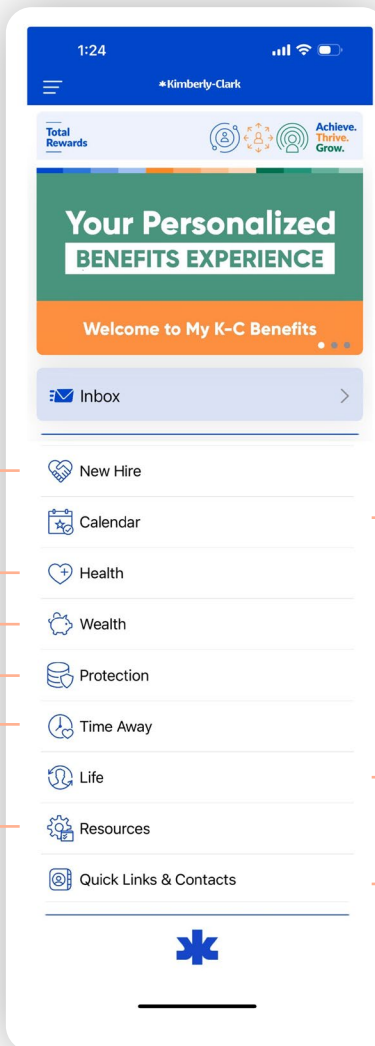 1:24
Kimberly-Clark
Total
Rewards
Achieve.
Thrive.
Grow.
Your Personalized
BENEFITS EXPERIENCE
Welcome to My K-C Benefits
Inbox
New Hire
Calendar
Health
Wealth
Protection
Time Away
Life
Resources
Quick Links & Contacts